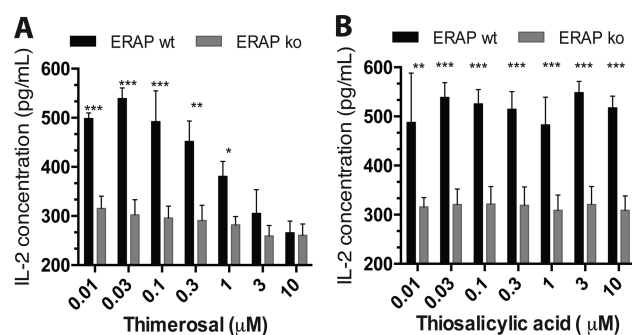 A
ERAP wt ERAP ko
IL-2 concentration (pg/mL)
600
500
400
300
200
*** *** *** ** *
0.01 0.03 0.1 0.3 1 3 10
Thimerosal (μM)
B
ERAP wt ERAP ko
IL-2 concentration (pg/mL)
600
500
400
300
200
** *** *** *** *** *** ***
0.01 0.03 0.1 0.3 1 3 10
Thiosalicylic acid ( μM)